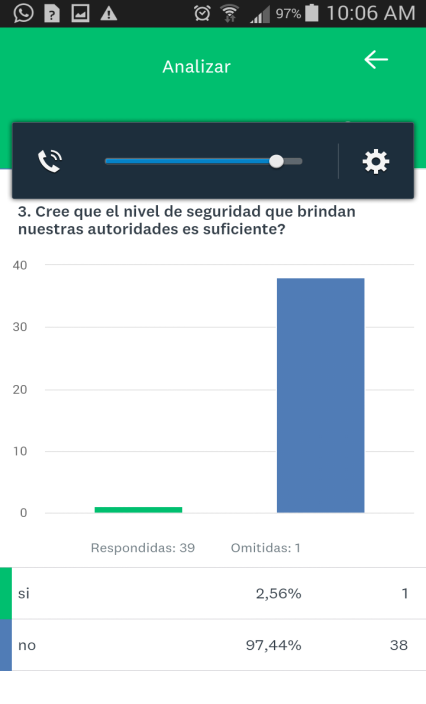 97% 10:06 AM
Analizar
3. Cree que el nivel de seguridad que brindan
nuestras autoridades es suficiente?
40
30
20
10
0
Respondidas: 39 Omitidas: 1
si 2,56% 1
no 97,44% 38